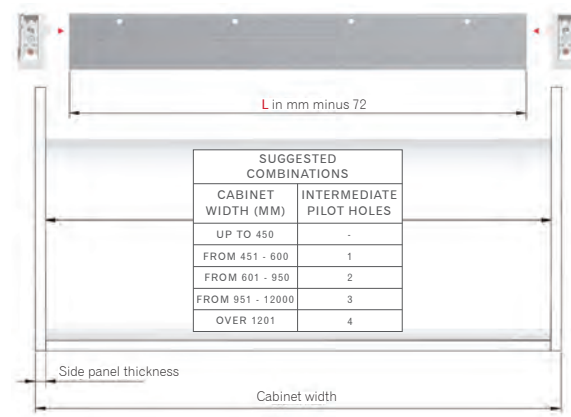 L in mm minus 72
SUGGESTED
COMBINATIONS
CABINET INTERMEDIATE
WIDTH (MM) PILOT HOLES
UP TO 450 -
FROM 451 - 600 1
FROM 601 - 950 2
FROM 951 - 12000 3
OVER 1201 4
Side panel thickness
Cabinet width